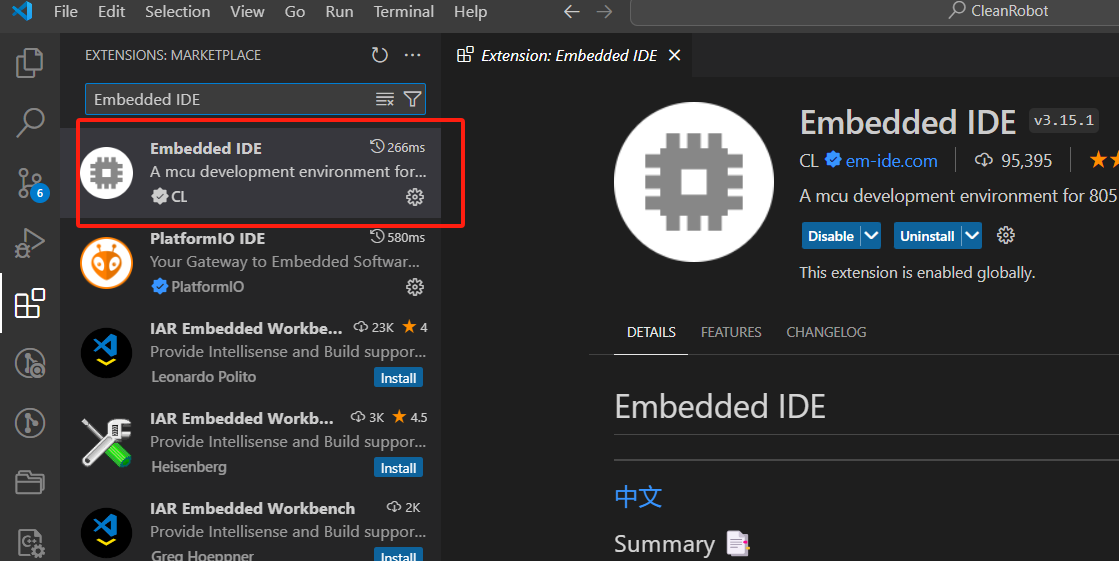 File Edit Selection View Go Run Terminal Help
CleanRobot
EXTENSIONS: MARKETPLACE
Embedded IDE
Embedded IDE 266ms
A mcu development environment for...
CL
PlatformIO IDE 580ms
Your Gateway to Embedded Softwar...
PlatformIO
IAR Embedded Workbe... 23K 4
Provide Intellisense and Build suppor...
Leonardo Polito Install
IAR Embedded Workb... 3K 4.5
Provide Intellisense and Build suppor...
Heisenberg Install
IAR Embedded Workbench 2K
Provide Intellisense and Build suppor...
Greg Hoeppner Install
6
Extension: Embedded IDE
Embedded IDE v3.15.1
CL em-ide.com 95,395
A mcu development environment for 805
Disable Uninstall
This extension is enabled globally.
DETAILS FEATURES CHANGELOG
Embedded IDE
中文
Summary